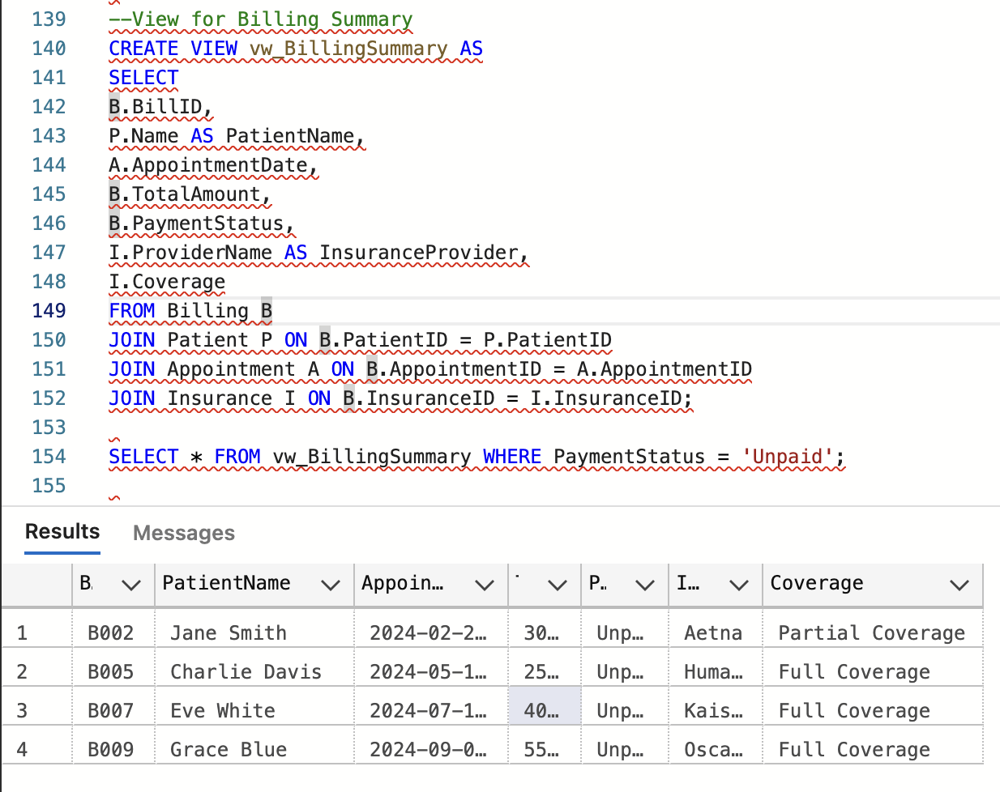 139 --View for Billing Summary
140 CREATE VIEW vw_BillingSummary AS
141 SELECT
142 B.BillID,
143 P.Name AS PatientName,
144 A.AppointmentDate,
145 B.TotalAmount,
146 B.PaymentStatus,
147 I.ProviderName AS InsuranceProvider,
148 I.Coverage
149 FROM Billing B
150 JOIN Patient P ON B.PatientID = P.PatientID
151 JOIN Appointment A ON B.AppointmentID = A.AppointmentID
152 JOIN Insurance I ON B.InsuranceID = I.InsuranceID;
153
154 SELECT * FROM vw_BillingSummary WHERE PaymentStatus = 'Unpaid';
155
Results Messages
B. PatientName Appoin… P… I… Coverage
1 B002 Jane Smith 2024-02-2… 30… Unp… Aetna Partial Coverage
2 B005 Charlie Davis 2024-05-1… 25… Unp… Huma… Full Coverage
3 B007 Eve White 2024-07-1… 40… Unp… Kais… Full Coverage
4 B009 Grace Blue 2024-09-0… 55… Unp… Osca… Full Coverage